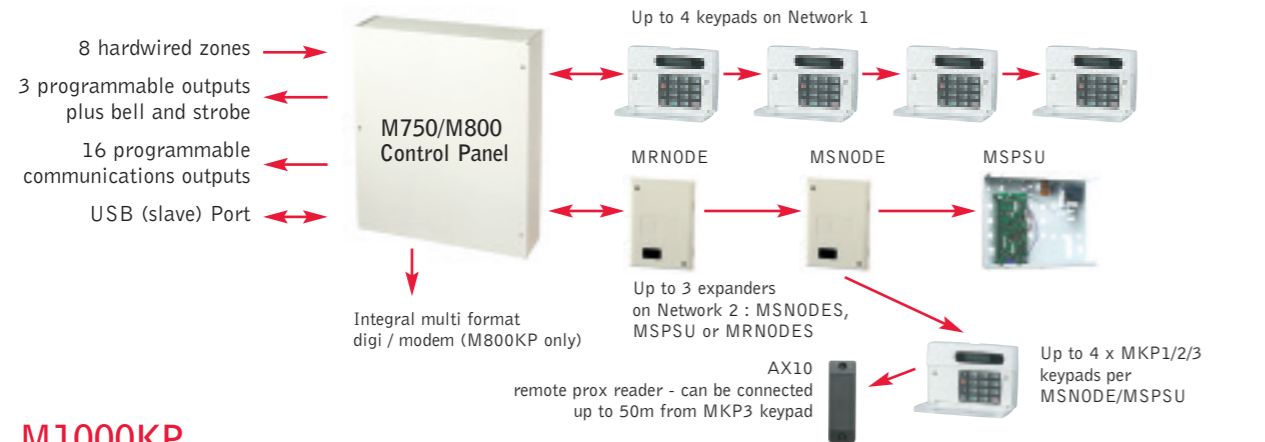 Up to 4 keypads on Network 1
8 hardwired zones
3 programmable outputs
plus bell and strobe
16 programmable
communications outputs
USB (slave) Port
M750/M800
Control Panel
MRNODE
MSNODE
MSPSU
Up to 3 expanders
on Network 2 : MSNODES,
MSPSU or MRNODES
Integral multi format
digi / modem (M800KP only)
AX10
remote prox reader - can be connected
up to 50m from MKP3 keypad
Up to 4 x MKP1/2/3
keypads per
MSNODE/MSPSU
M1000KP